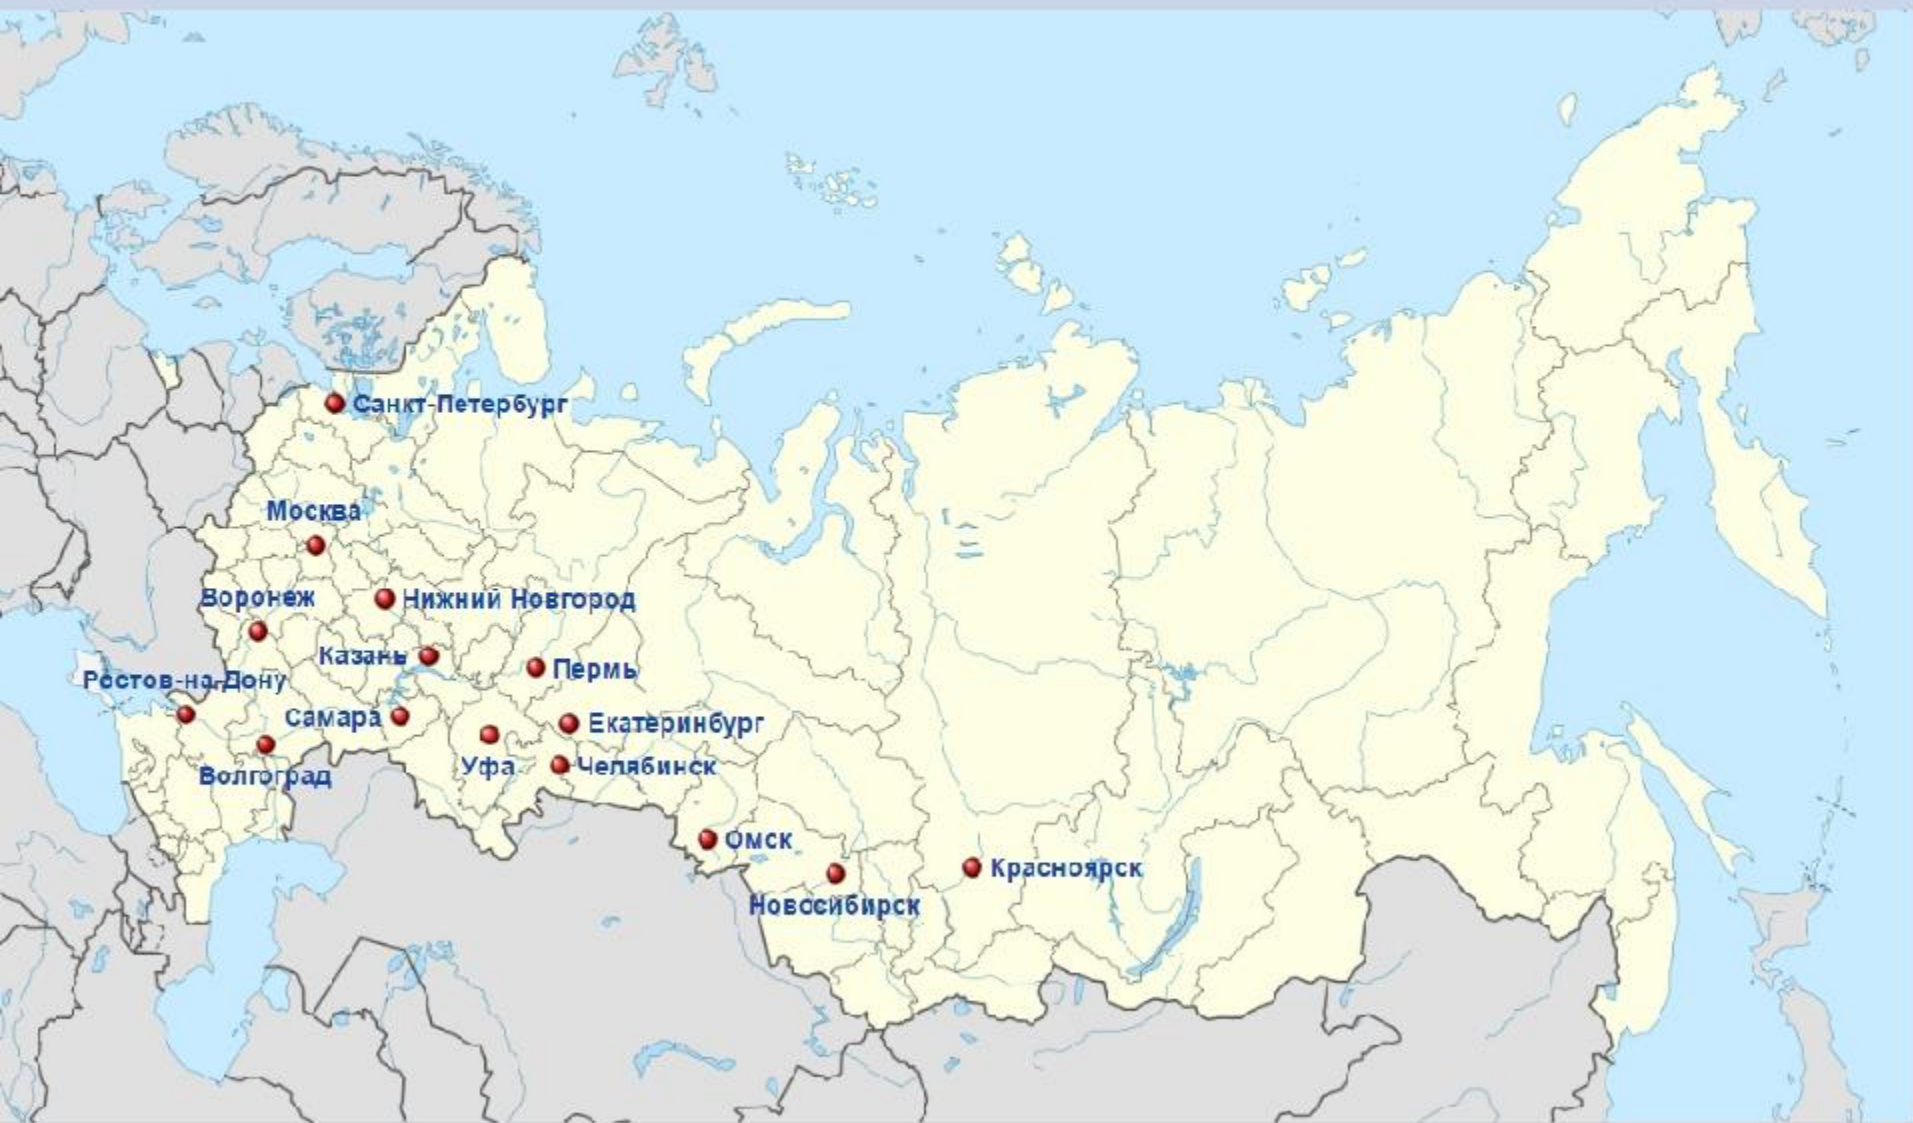 Санкт-Петербург
Москва
Воронеж
Нижний Новгород
Казань
Пермь
Ростов-на-Дону
Самара
Екатеринбург
Уфа
Челябинск
Волгоград
Омск
Красноярск
Новосибирск